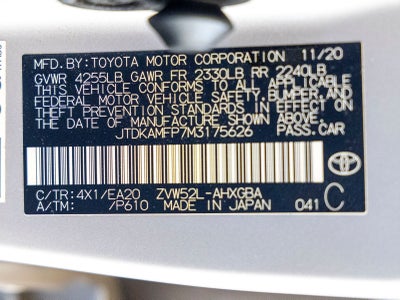 MFD.BY:TOYOTA MOTOR CORPORATION 11/20
GVWR 4255LB GAWR FR 2330LB RR 2240LB
THIS VEHICLE CONFORMS TO ALL APPLICABLE
FEDERAL MOTOR VEHICLE SAFETY, BUMPER, AND
THEFT PREVENTION STANDARDS IN EFFECT ON
THE DATE OF MANUFACTURE SHOWN ABOVE.
JTDKAMFP7M3175626 PASS.CAR
C/TR:4X1/EA20 ZVW52L-AHXGBA C
A/TM: /P610 MADE IN JAPAN 041